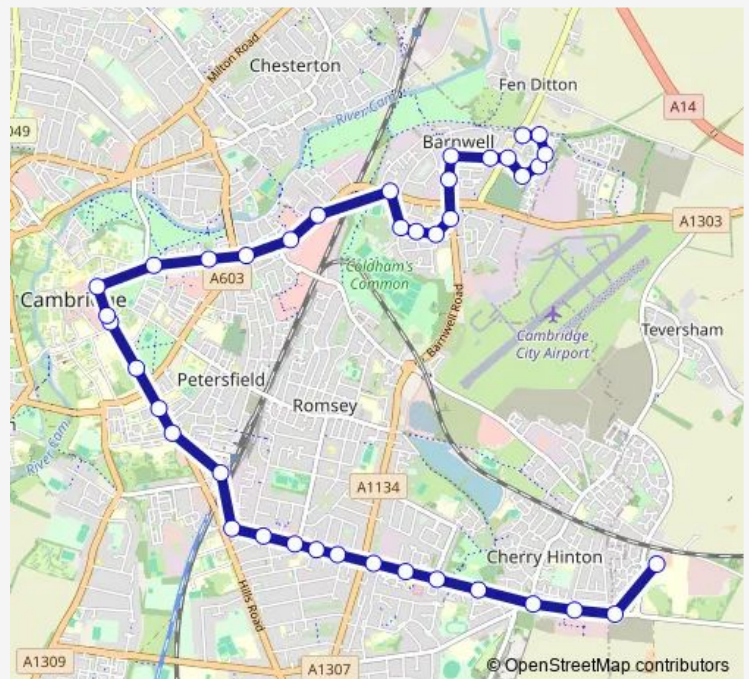 Milton Road
Chesterton
Fen Ditton
A14
River Cam
049
Barnwell
A1303
A603
Coldham's
Common
Cambridge
Barnwell Road
Cambridge
City Airport
Teversham
Petersfield
Romsey
River Cam
A1134
Cherry Hinton
Hills Road
A1309
A1307
© OpenStreetMap contributors